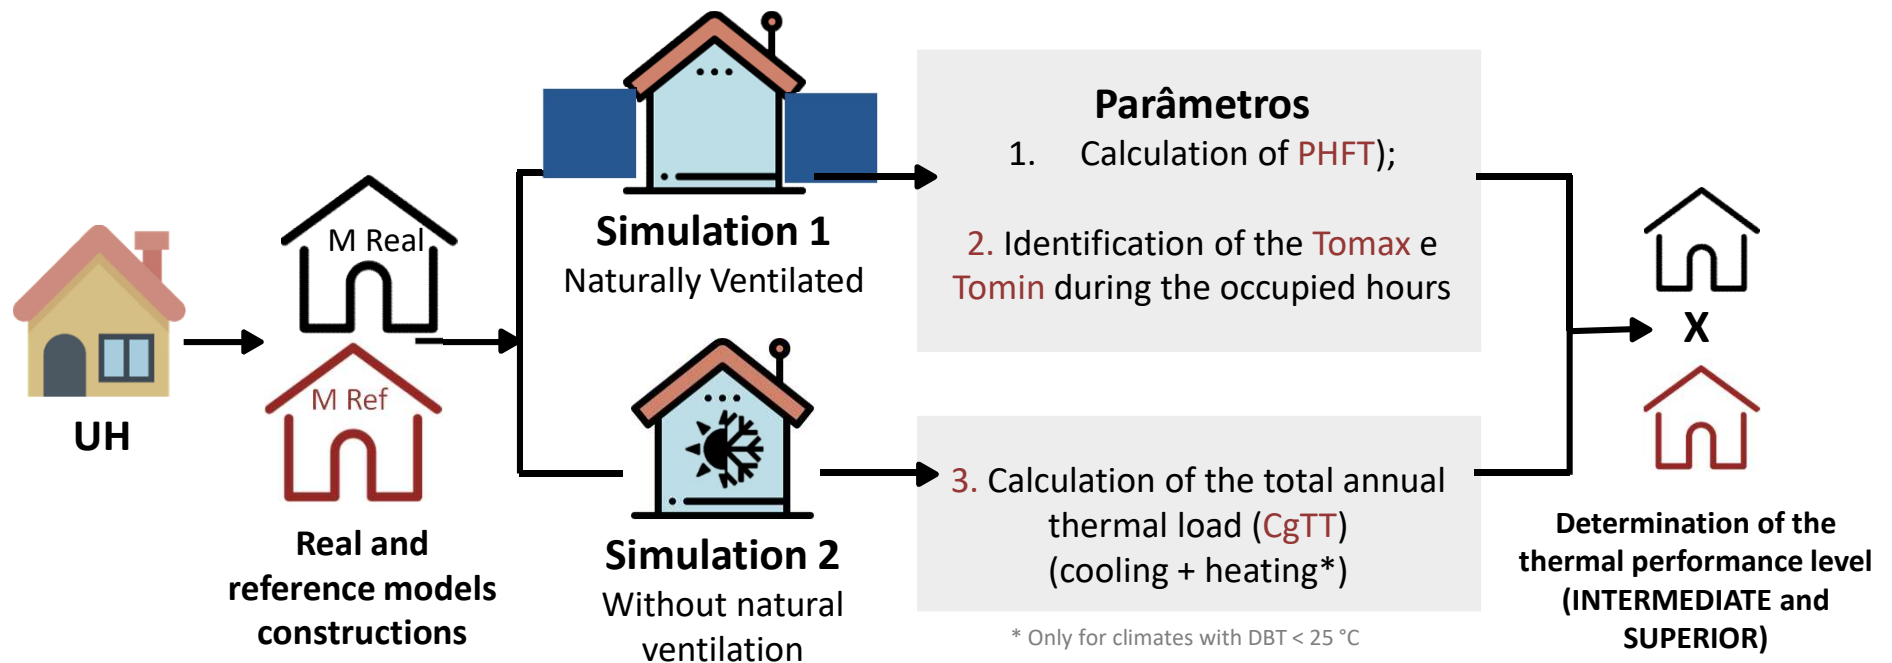 UH
M Real
M Ref
Real and
reference models
constructions
Simulation 1
Naturally Ventilated
Simulation 2
Without natural
ventilation
Parâmetros
1. Calculation of PHFT);
2. Identification of the Tomax e
Tomin during the occupied hours
3. Calculation of the total annual
thermal load (CgTT)
(cooling + heating*)
* Only for climates with DBT < 25 °C
X
Determination of the
thermal performance level
(INTERMEDIATE and
SUPERIOR)